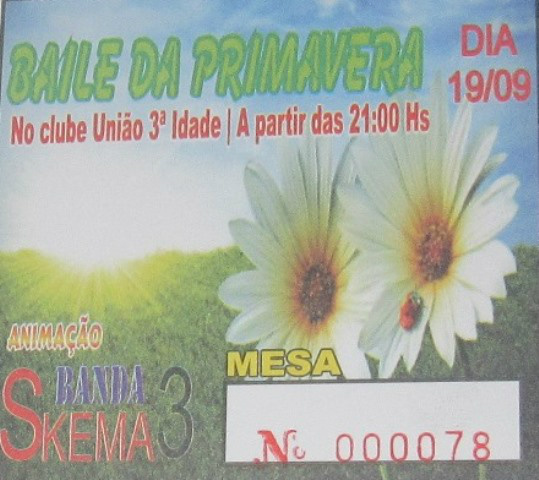 BAILE DA PRIMAVERA
DIA
19/09
No clube União 3ª Idade | A partir das 21:00 Hs
ANIMAÇÃO
BANDA
SKEMA 3
MESA
Nº 000078